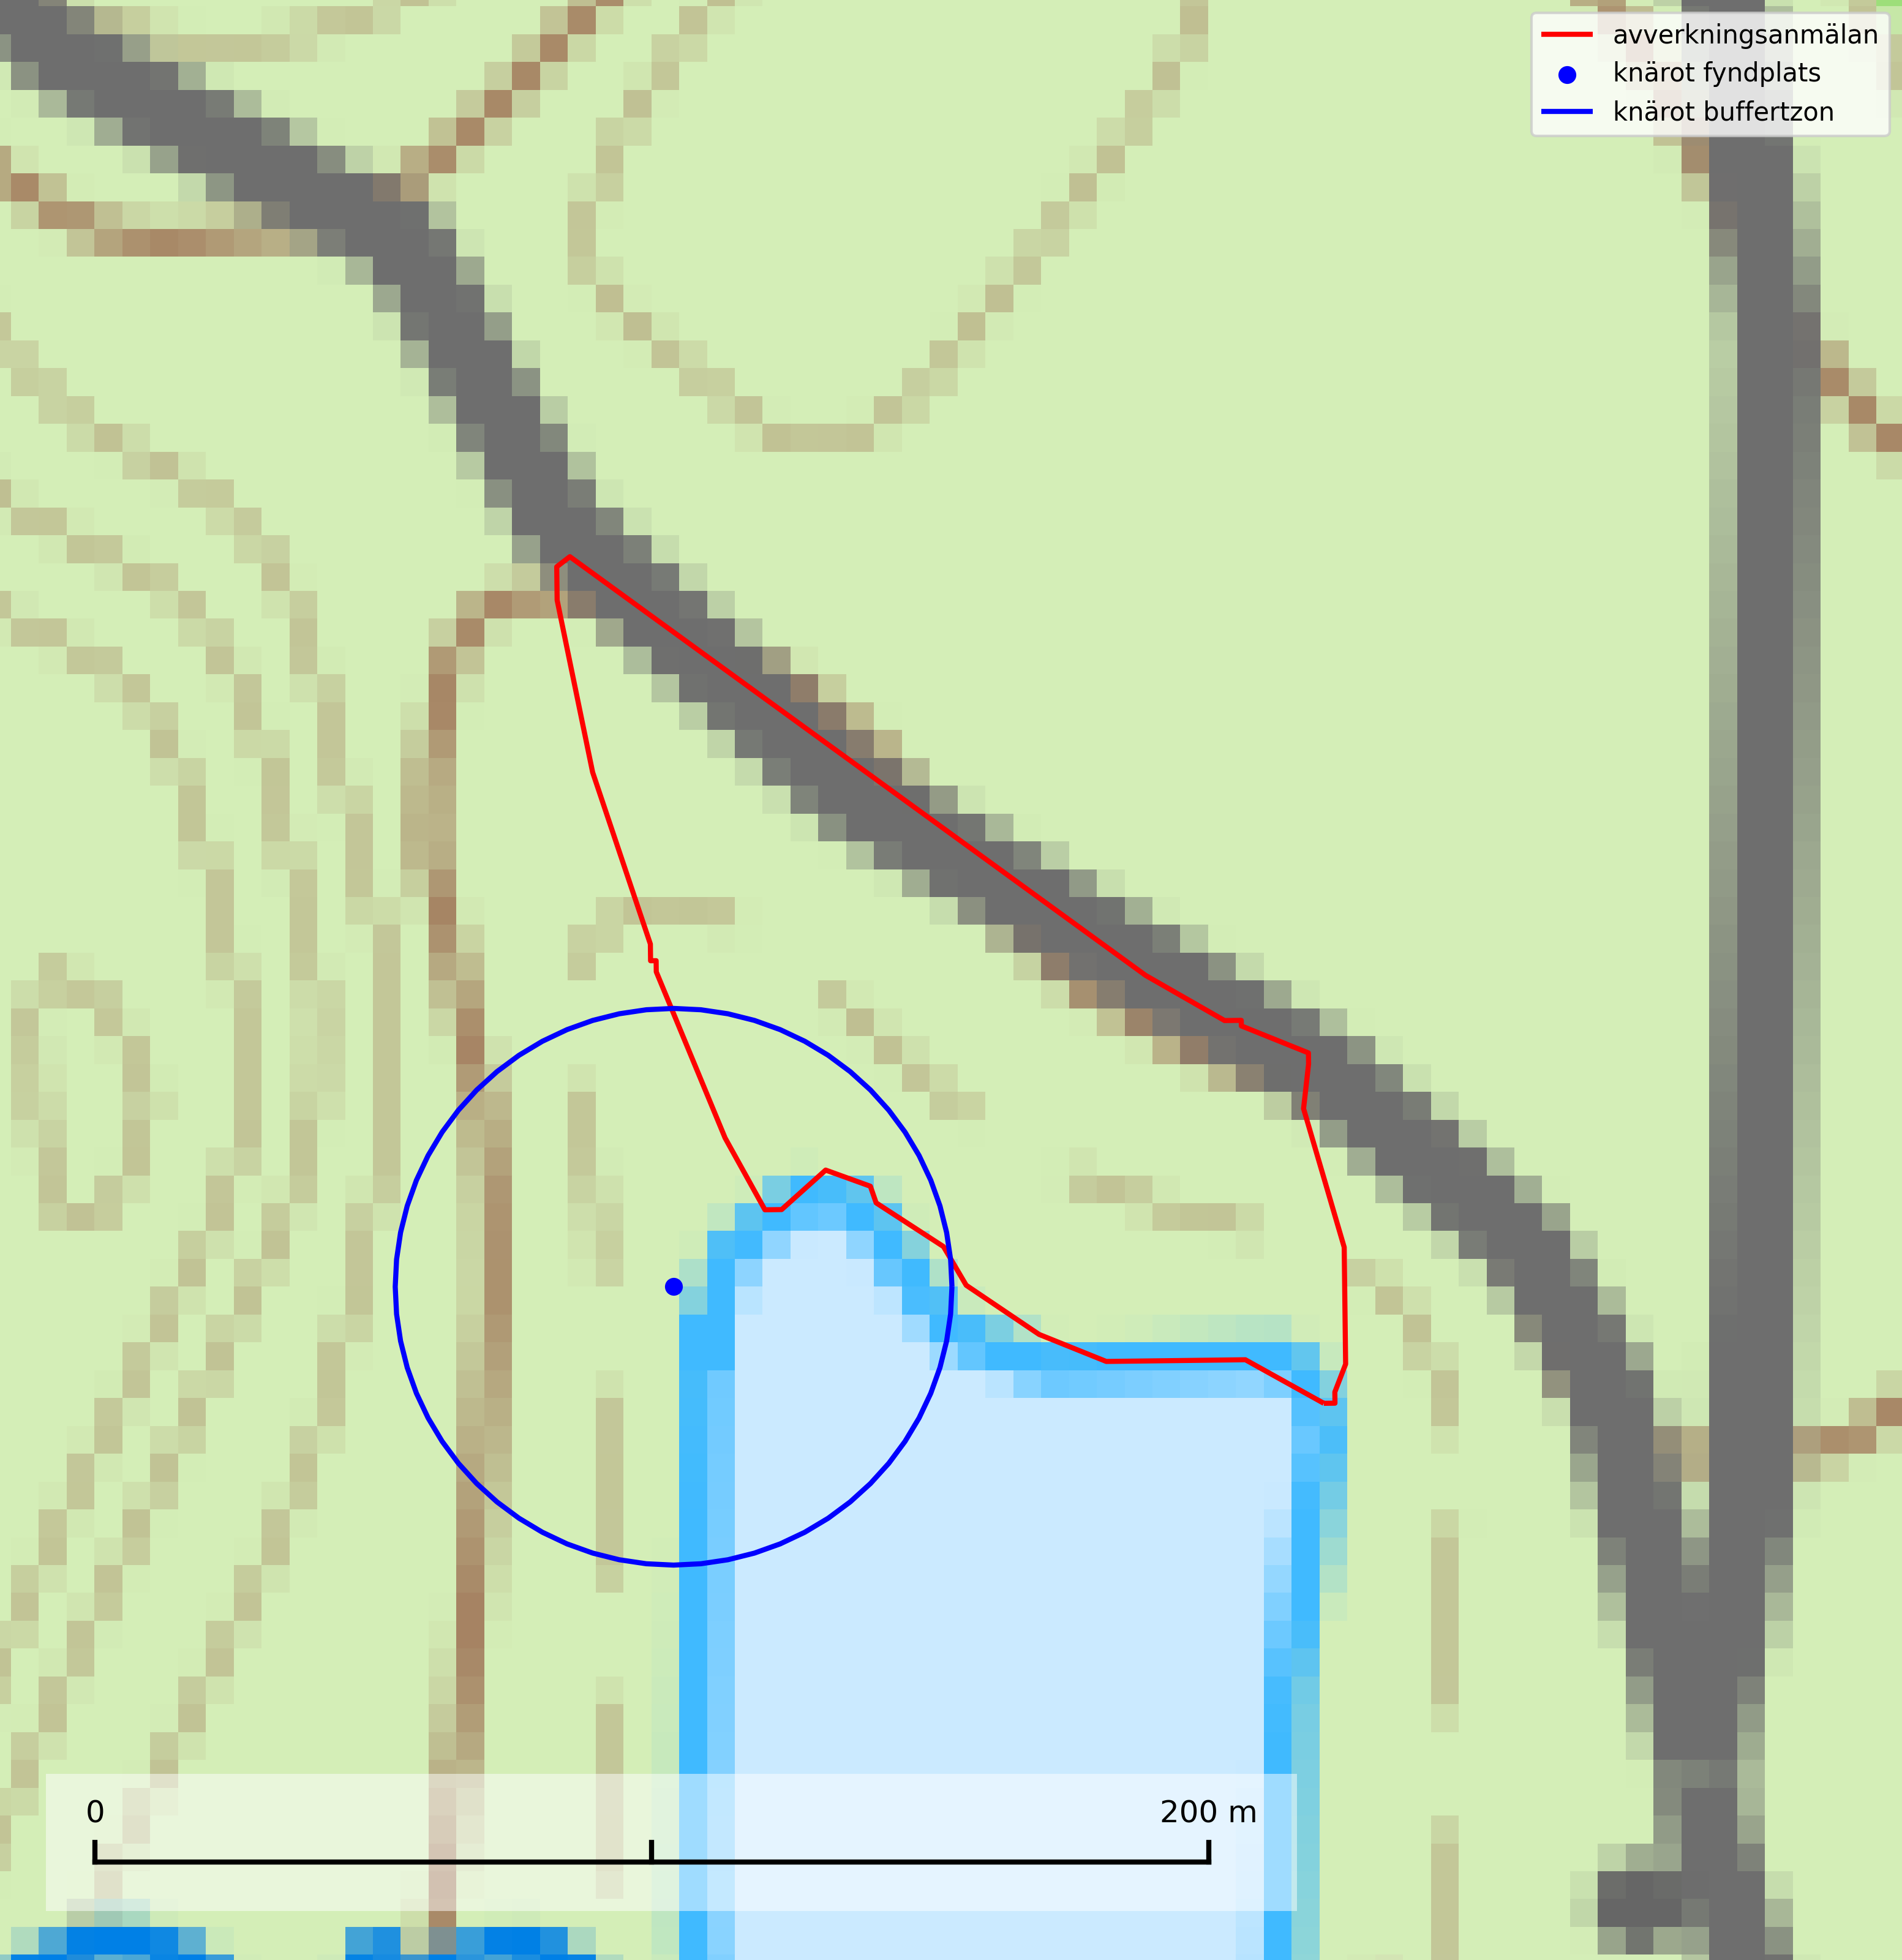 avverkningsanmälan
knärot fyndplats
knärot buffertzon
0 200 m